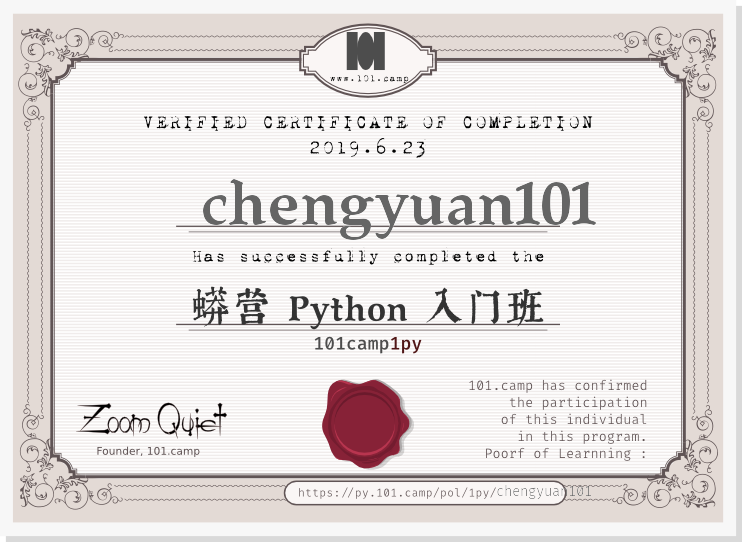 101
www.101.camp
VERIFIED CERTIFICATE OF COMPLETION
2019.6.23
chengyuan101
Has successfully completed the
蟒营 Python 入门班
101camp1py
Zoom Quiet
Founder, 101.camp
101.camp has confirmed
the participation
of this individual
in this program.
Poorf of Learnning :
https://py.101.camp/pol/1py/chengyuan101